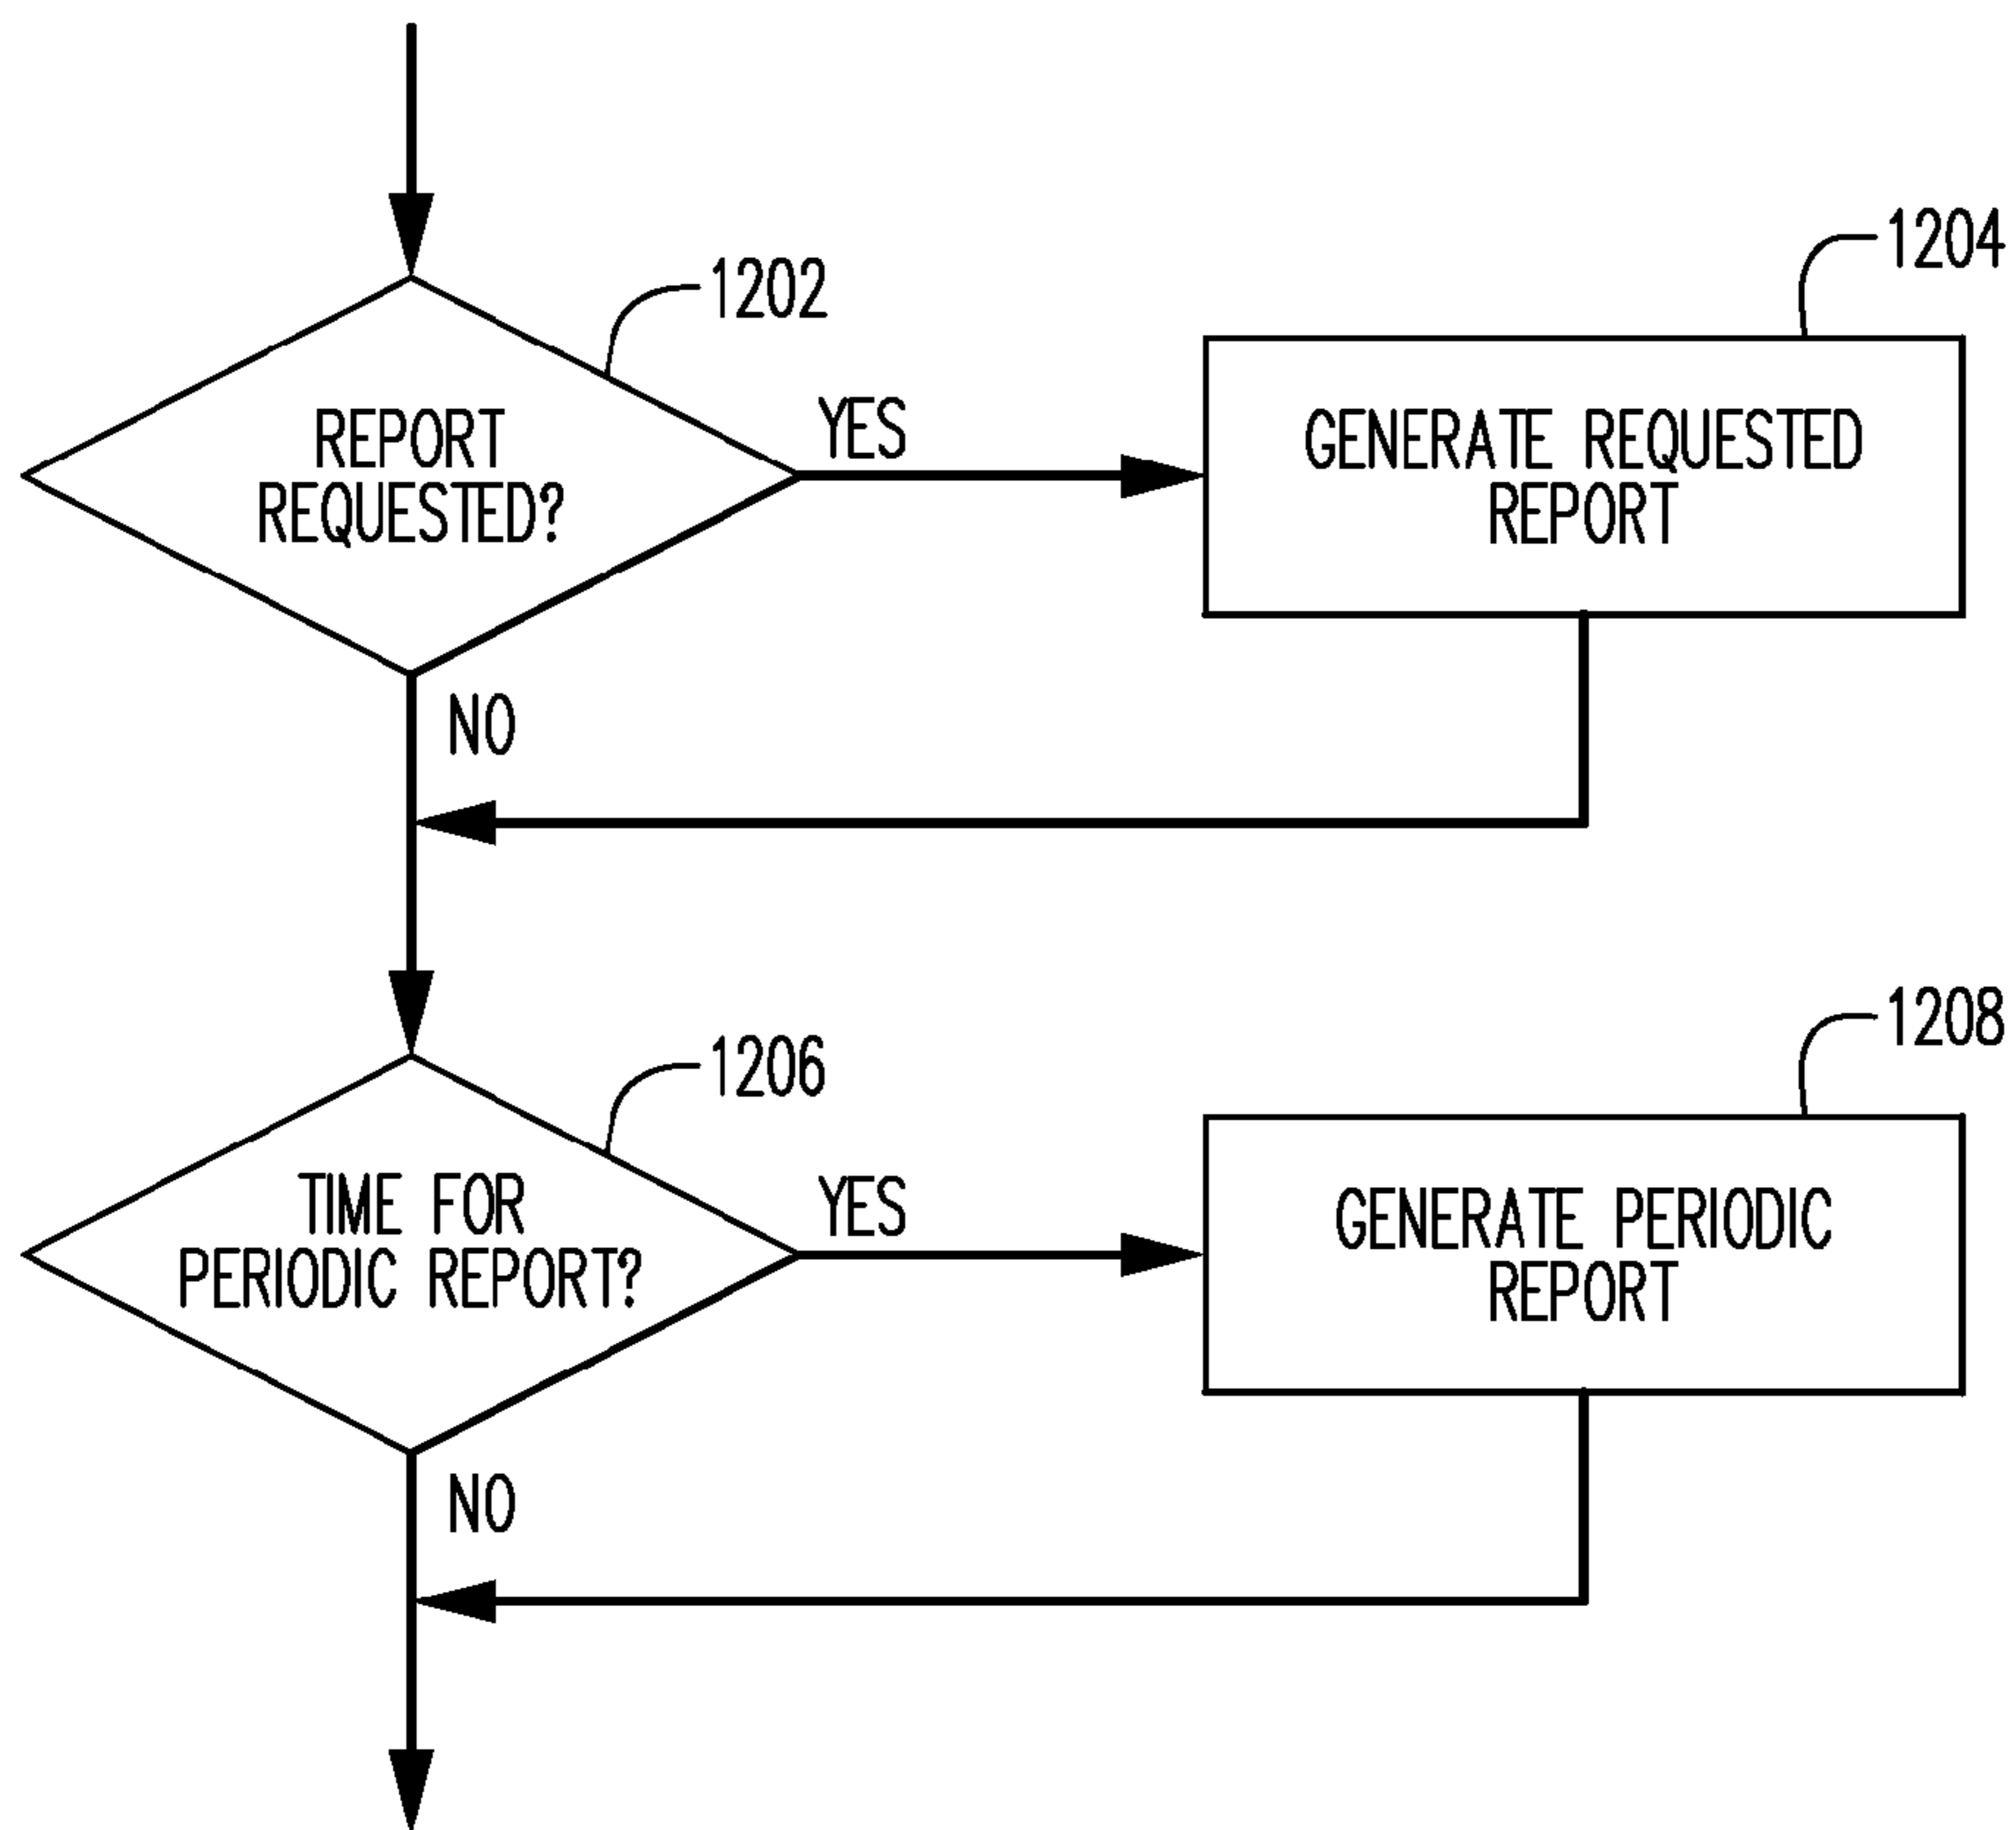 1202
1204
REPORT
REQUESTED?
YES
GENERATE REQUESTED
REPORT
NO
1206
1208
TIME FOR
PERIODIC REPORT?
YES
GENERATE PERIODIC
REPORT
NO